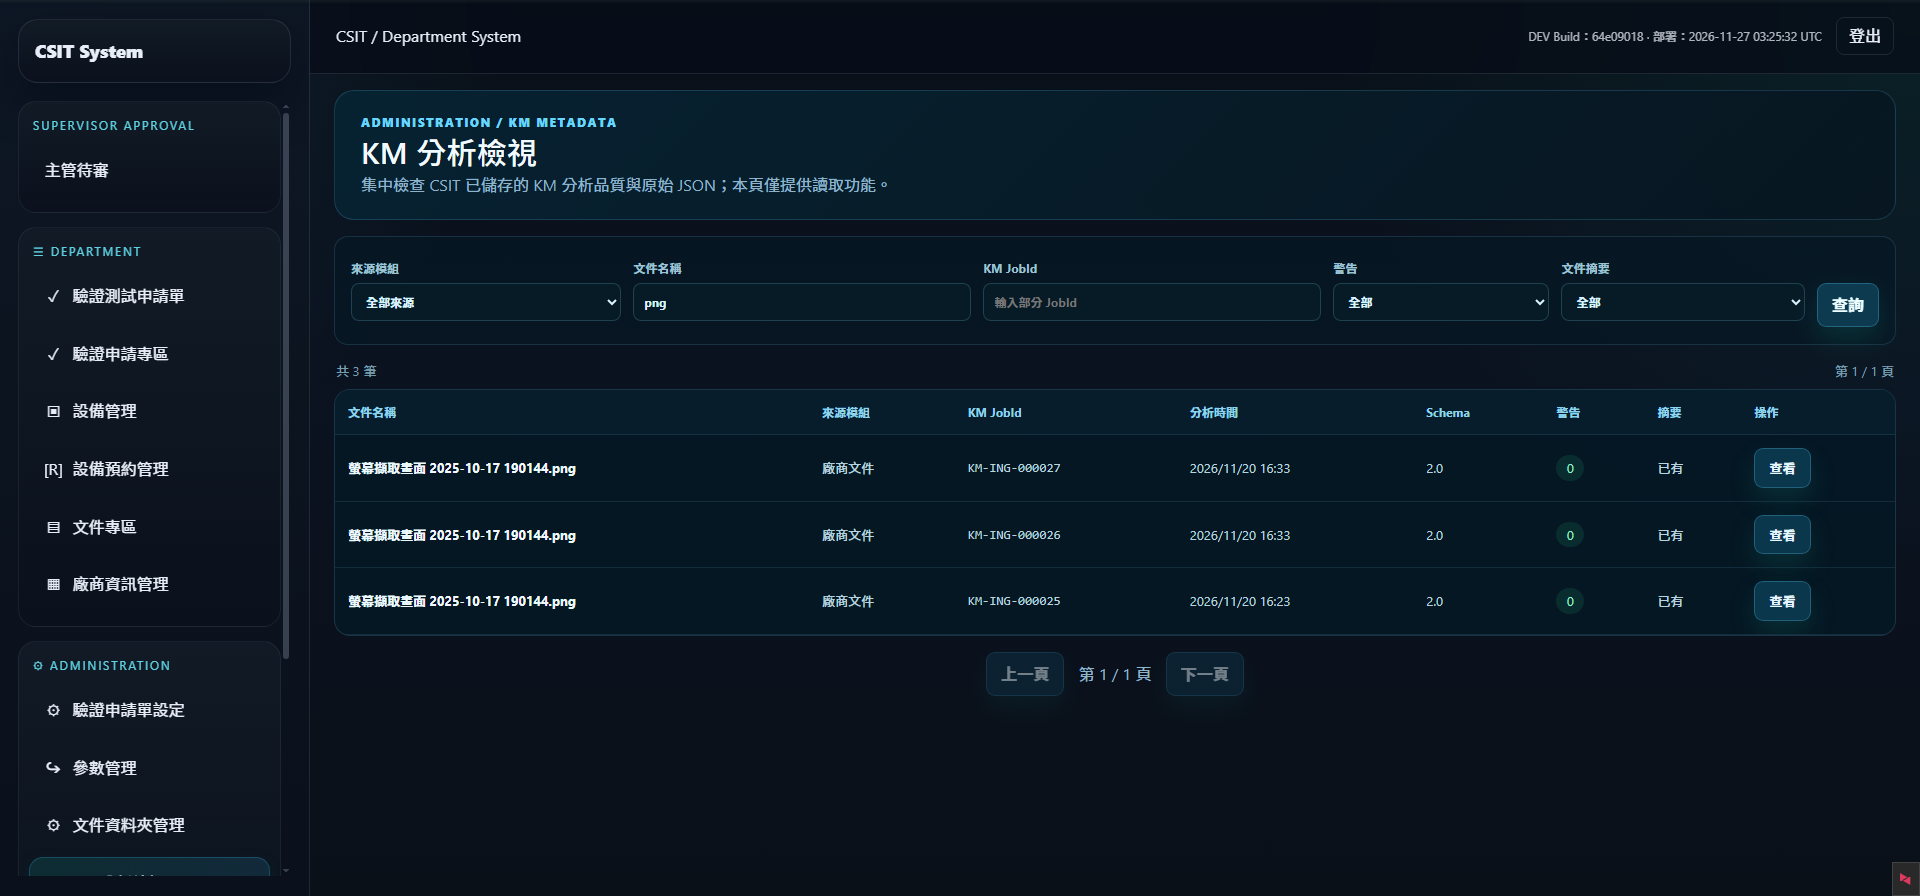 CSIT System
SUPERVISOR APPROVAL
主管待審
☰ DEPARTMENT
✓ 驗證測試申請單
✓ 驗證申請專區
▣ 設備管理
[R] 設備預約管理
▤ 文件專區
▦ 廠商資訊管理
⚙ ADMINISTRATION
⚙ 驗證申請單設定
↪ 參數管理
⚙ 文件資料夾管理
CSIT / Department System
DEV Build：64e09018 · 部署：2026-11-27 03:25:32 UTC
登出
ADMINISTRATION / KM METADATA
KM 分析檢視
集中檢查 CSIT 已儲存的 KM 分析品質與原始 JSON；本頁僅提供讀取功能。
來源模組 文件名稱 KM JobId 警告 文件摘要
全部來源 png 輸入部分 JobId 全部 全部 查詢
共 3 筆 第 1 / 1 頁
文件名稱 來源模組 KM JobId 分析時間 Schema 警告 摘要 操作
螢幕擷取畫面 2025-10-17 190144.png 廠商文件 KM-ING-000027 2026/11/20 16:33 2.0 0 已有 查看
螢幕擷取畫面 2025-10-17 190144.png 廠商文件 KM-ING-000026 2026/11/20 16:33 2.0 0 已有 查看
螢幕擷取畫面 2025-10-17 190144.png 廠商文件 KM-ING-000025 2026/11/20 16:23 2.0 0 已有 查看
上一頁 第 1 / 1 頁 下一頁